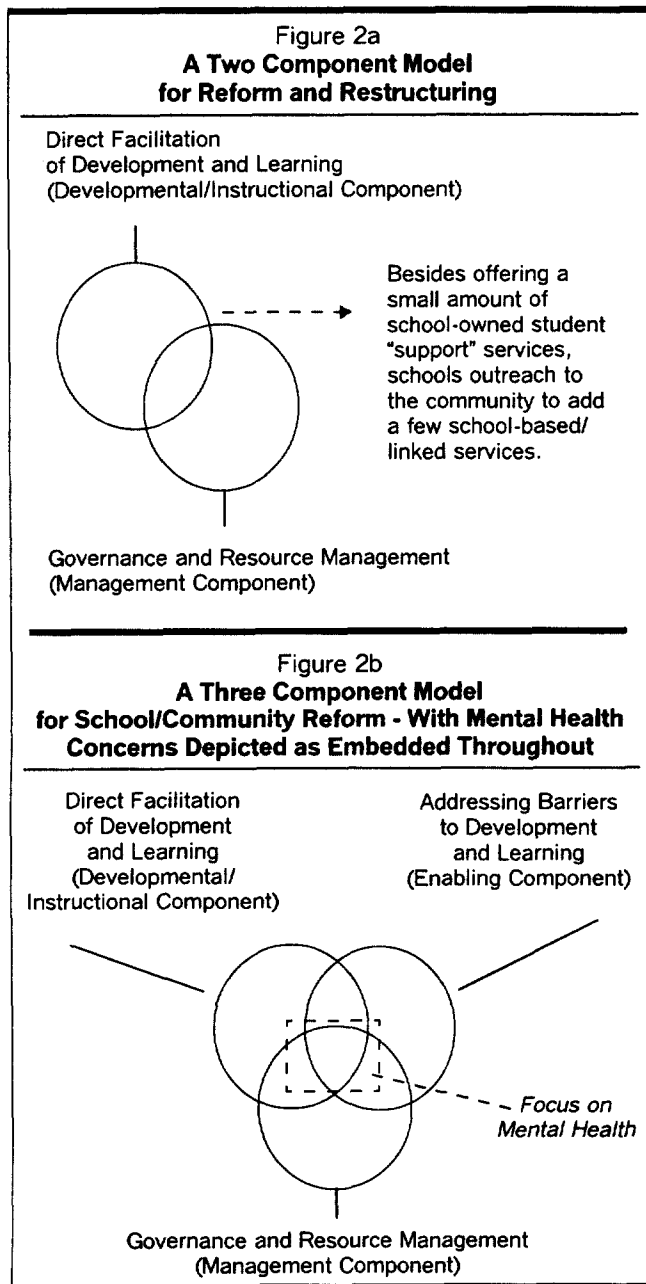 Figure 2a
A Two Component Model
for Reform and Restructuring
Direct Facilitation
of Development and Learning
(Developmental/Instructional Component)
Besides offering a
small amount of
school-owned student
"support" services,
schools outreach to
the community to add
a few school-based/
linked services.
Governance and Resource Management
(Management Component)
Figure 2b
A Three Component Model
for School/Community Reform - With Mental Health
Concerns Depicted as Embedded Throughout
Direct Facilitation
of Development
and Learning
(Developmental/
Instructional Component)
Addressing Barriers
to Development
and Learning
(Enabling Component)
Focus on
Mental Health
Governance and Resource Management
(Management Component)